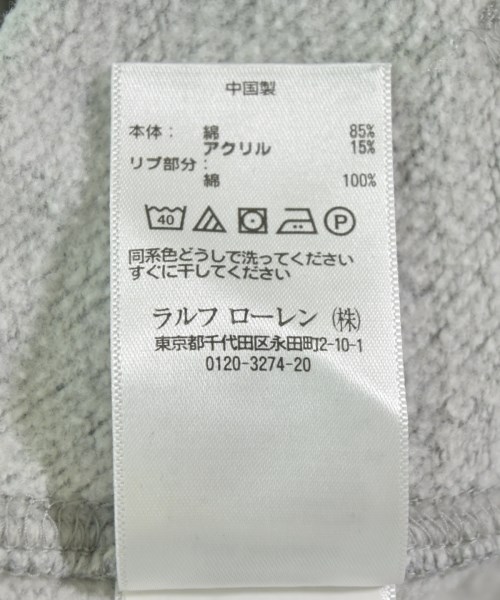 中国製
本体： 綿 85%
アクリル 15%
リブ部分：
綿 100%
40 P
同系色どうしで洗ってください
すぐに干してください
ラルフ ローレン (株)
東京都千代田区永田町2-10-1
0120-3274-20